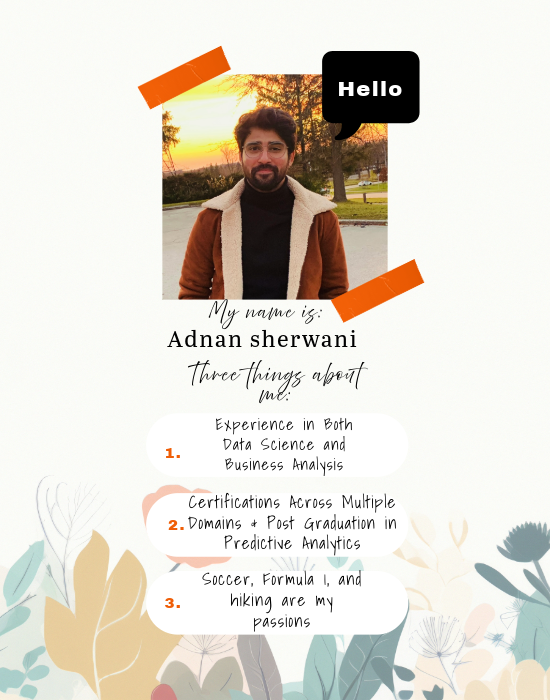 Hello
My name is:
Adnan sherwani
Three things about
me:
1.
Experience in Both
Data Science and
Business Analysis
2.
Certifications Across Multiple
Domains & Post Graduation in
Predictive Analytics
3.
Soccer, Formula 1, and
hiking are my
passions